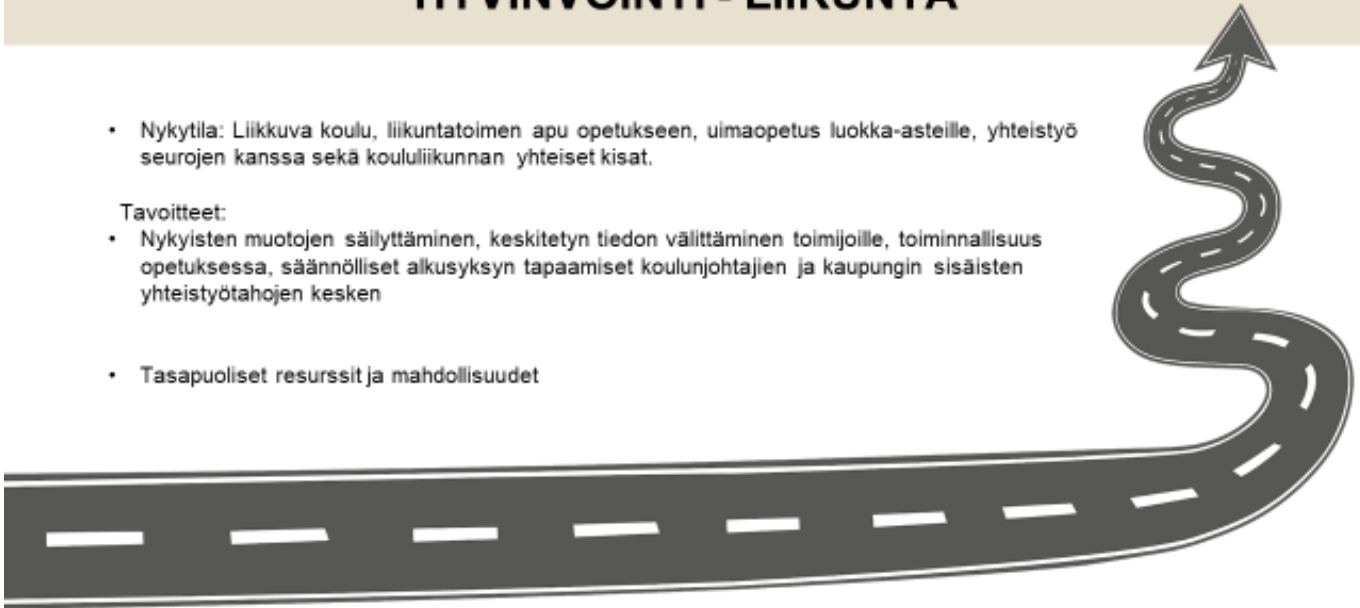 HYVINVOINTI - LIIKUNTA
• Nykytila: Liikkuva koulu, liikuntatoimen apu opetukseen, uimaopetus luokka-asteille, yhteistyö
seurojen kanssa sekä koululiikunnan yhteiset kisat.
Tavoitteet:
• Nykyisten muotojen säilyttäminen, keskitetyn tiedon välittäminen toimijoille, toiminnallisuus
opetuksessa, säännölliset alkusyksyn tapaamiset koulunjohtajien ja kaupungin sisäisten
yhteistyötahojen kesken
• Tasapuoliset resurssit ja mahdollisuudet